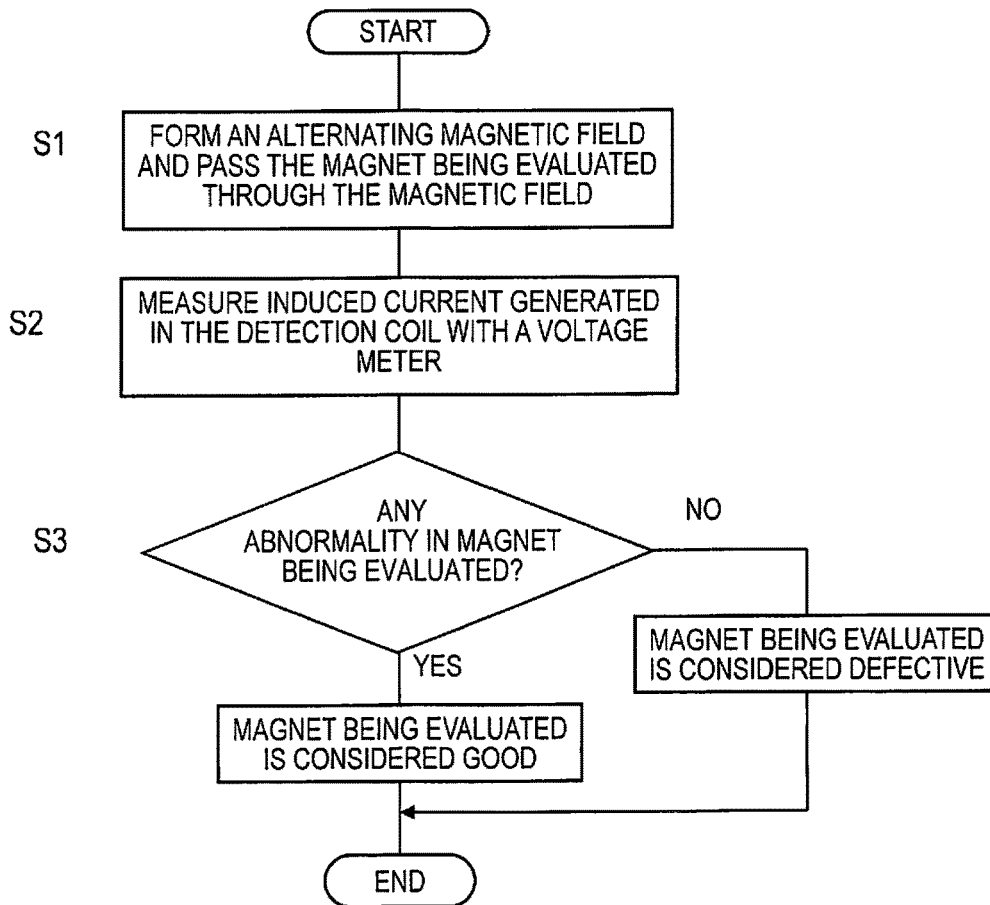 START
S1
FORM AN ALTERNATING MAGNETIC FIELD
AND PASS THE MAGNET BEING EVALUATED
THROUGH THE MAGNETIC FIELD
S2
MEASURE INDUCED CURRENT GENERATED
IN THE DETECTION COIL WITH A VOLTAGE
METER
S3
ANY
ABNORMALITY IN MAGNET
BEING EVALUATED?
NO
MAGNET BEING EVALUATED
IS CONSIDERED DEFECTIVE
YES
MAGNET BEING EVALUATED
IS CONSIDERED GOOD
END